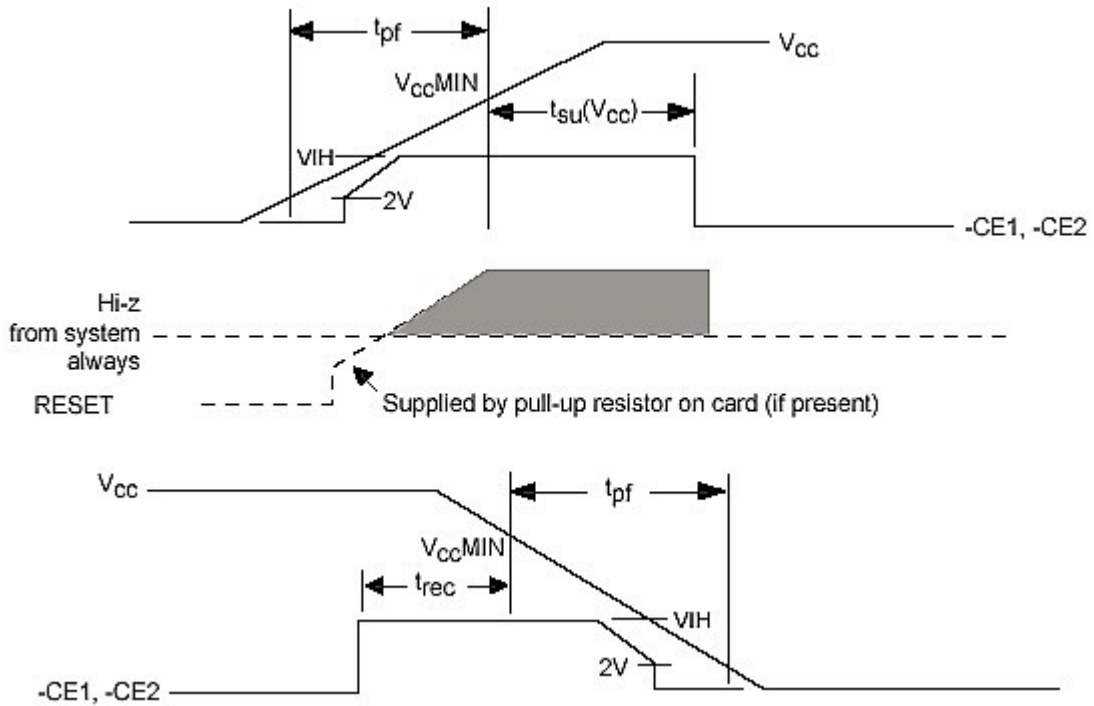 tpf
VCC
VCCMIN
tsu(VCC)
VIH
2V
-CE1, -CE2
Hi-z
from system
always
RESET
Supplied by pull-up resistor on card (if present)
VCC
tpf
VCCMIN
trec
VIH
2V
-CE1, -CE2